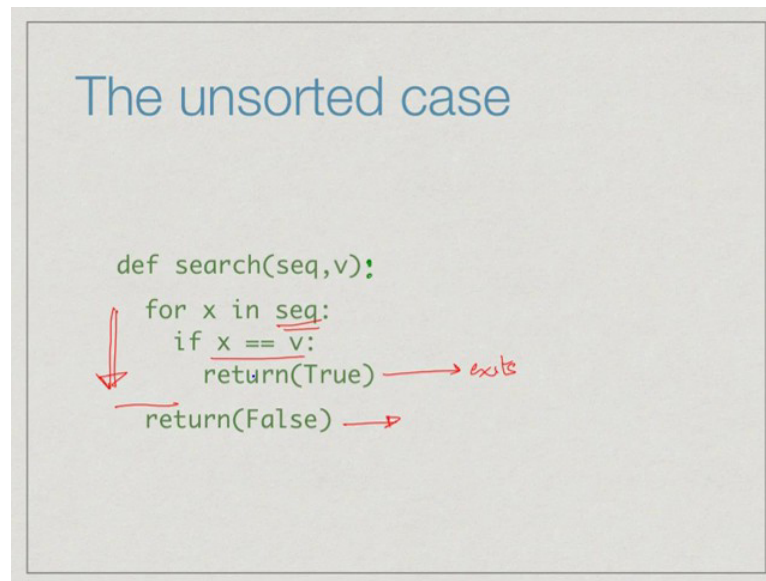 The unsorted case
def search(seq,v):
for x in seq:
if x == v:
return(True) exits
return(False)